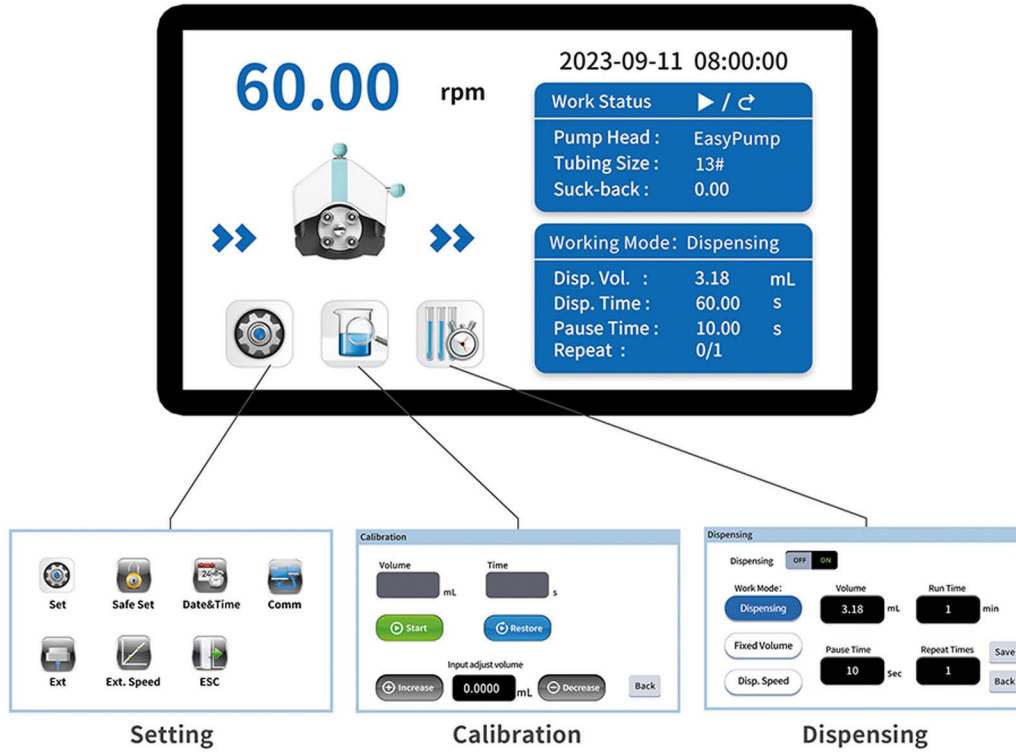 60.00 rpm
2023-09-11 08:00:00
Work Status
Pump Head : EasyPump
Tubing Size : 13#
Suck-back : 0.00
Working Mode: Dispensing
Disp. Vol. : 3.18 mL
Disp. Time : 60.00 s
Pause Time : 10.00 s
Repeat : 0/1
Set
Safe Set
24
Date&Time
Comm
Ext
Ext. Speed
ESC
Setting
Calibration
Volume Time
mL s
Start Restore
Input adjust volume
Increase 0.0000 mL Decrease Back
Calibration
Dispensing
Dispensing OFF ON
Work Mode: Volume Run Time
Dispensing 3.18 mL 1 min
Fixed Volume Pause Time Repeat Times Save
Disp. Speed 10 Sec 1 Back
Dispensing